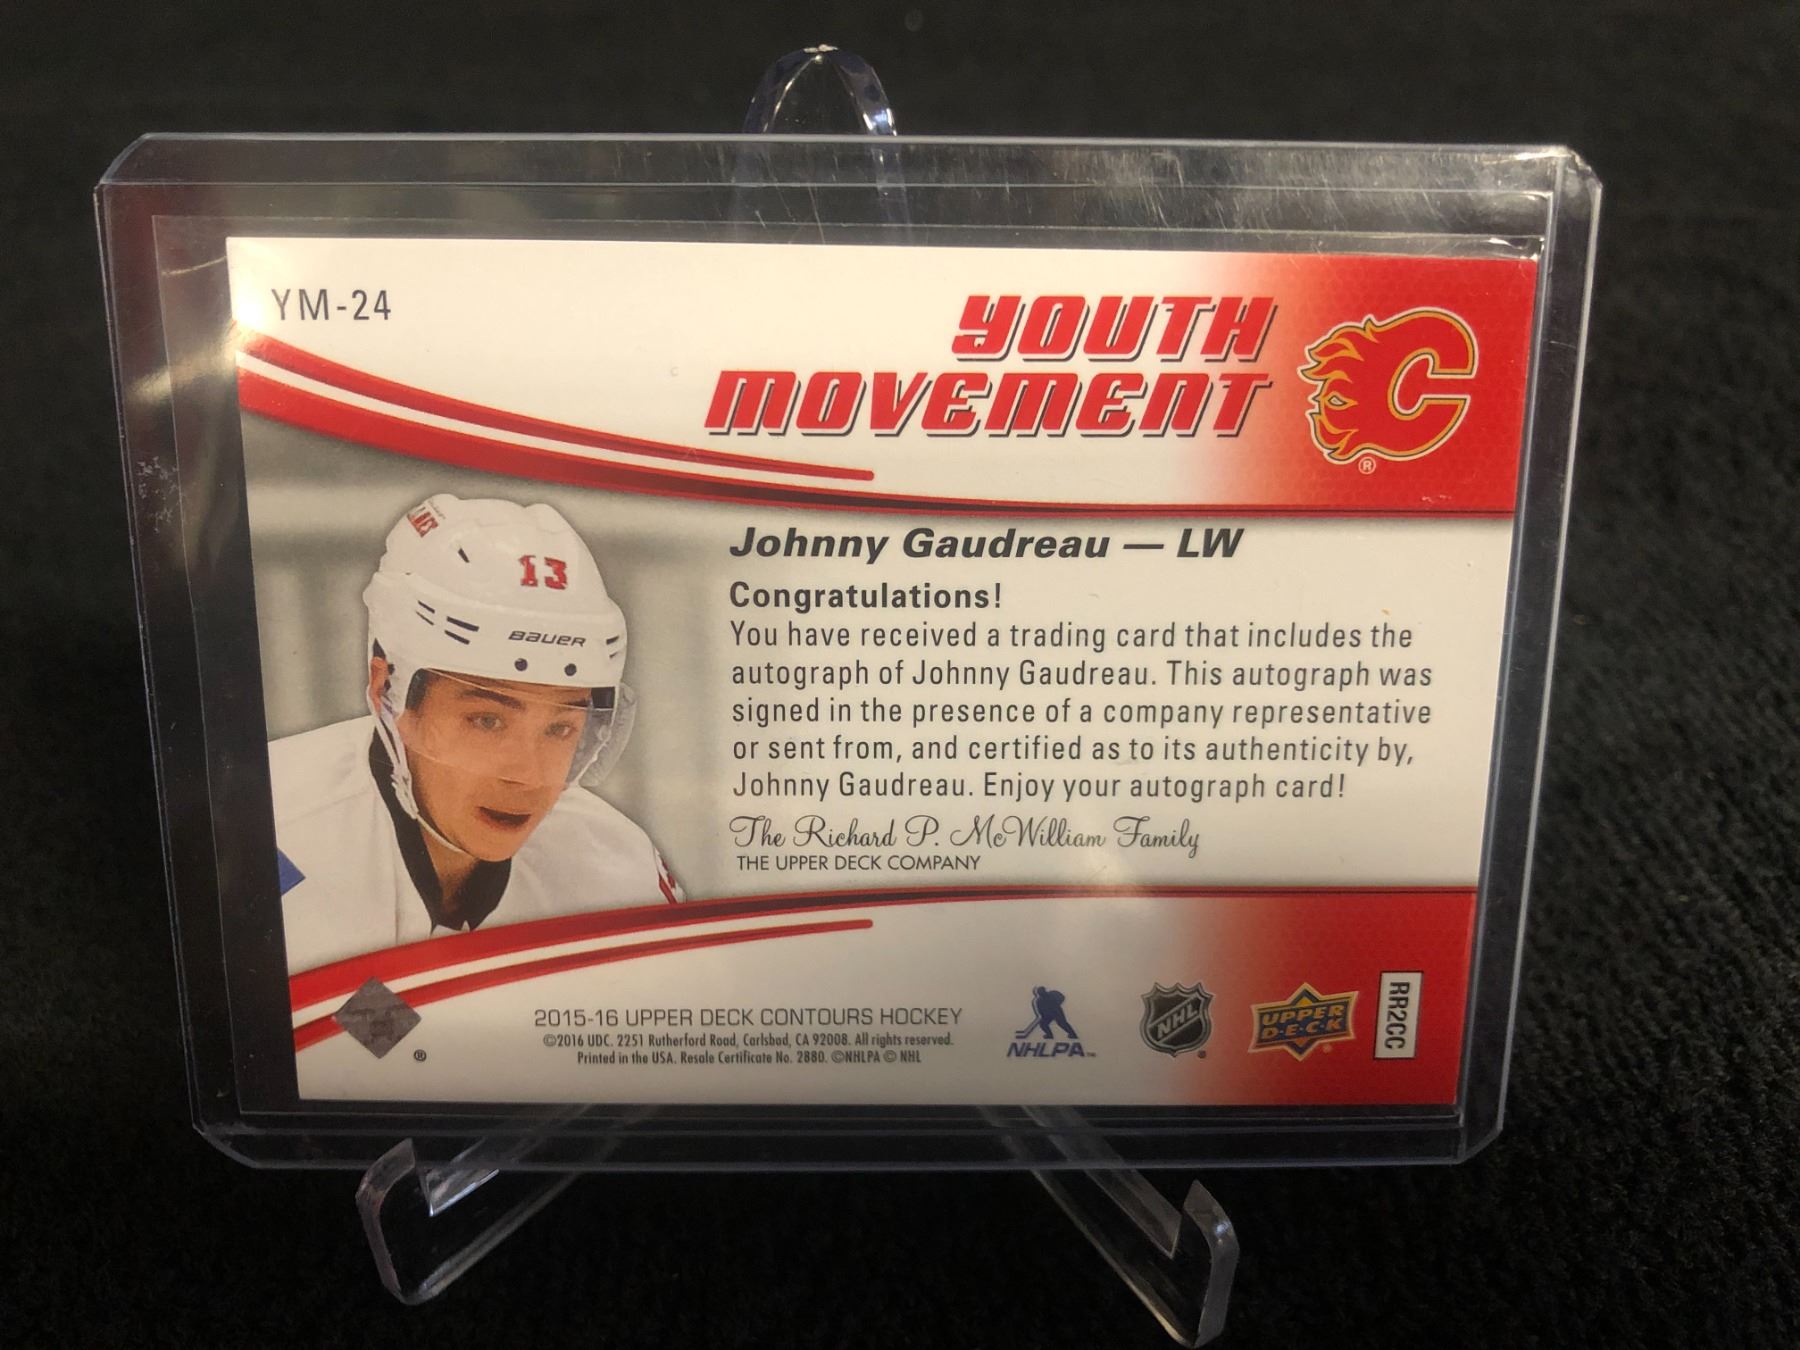 YM-24
YOUTH
MOVEMENT
C
®
Johnny Gaudreau — LW
Congratulations!
You have received a trading card that includes the
autograph of Johnny Gaudreau. This autograph was
signed in the presence of a company representative
or sent from, and certified as to its authenticity by,
Johnny Gaudreau. Enjoy your autograph card!
The Richard P. McWilliam Family
THE UPPER DECK COMPANY
13
BAUER
2015-16 UPPER DECK CONTOURS HOCKEY
©2016 UDC. 2251 Rutherford Road, Carlsbad, CA 92008. All rights reserved.
Printed in the USA. Resale Certificate No. 2880. ©NHLPA © NHL
®
NHLPA™
NHL
®
UPPER
D·E·C·K
®
RR2CC